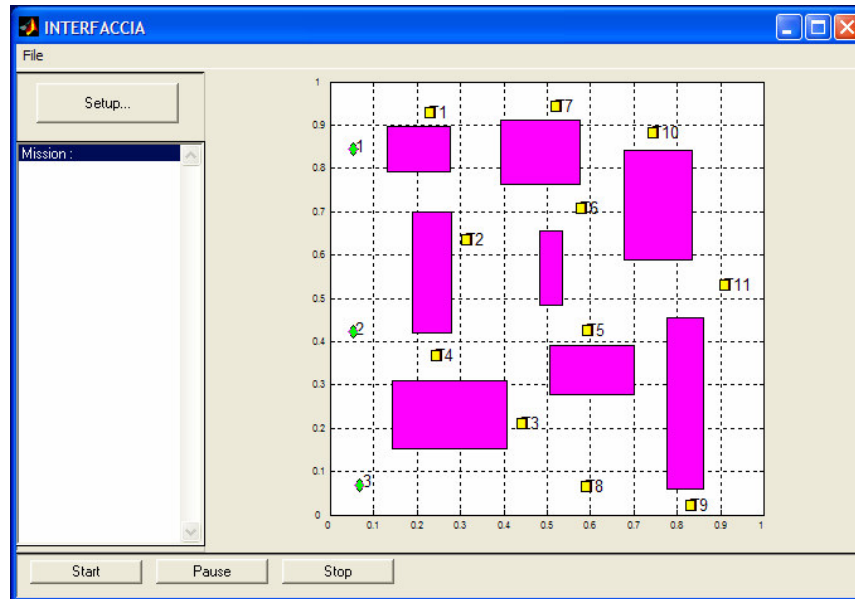 INTERFACCIA
File
Setup...
Mission :
1
0.9
0.8
0.7
0.6
0.5
0.4
0.3
0.2
0.1
0
T1
T7
T10
1
T6
T2
T11
2
T5
T4
T3
3
T8
T9
0 0.1 0.2 0.3 0.4 0.5 0.6 0.7 0.8 0.9 1
Start Pause Stop